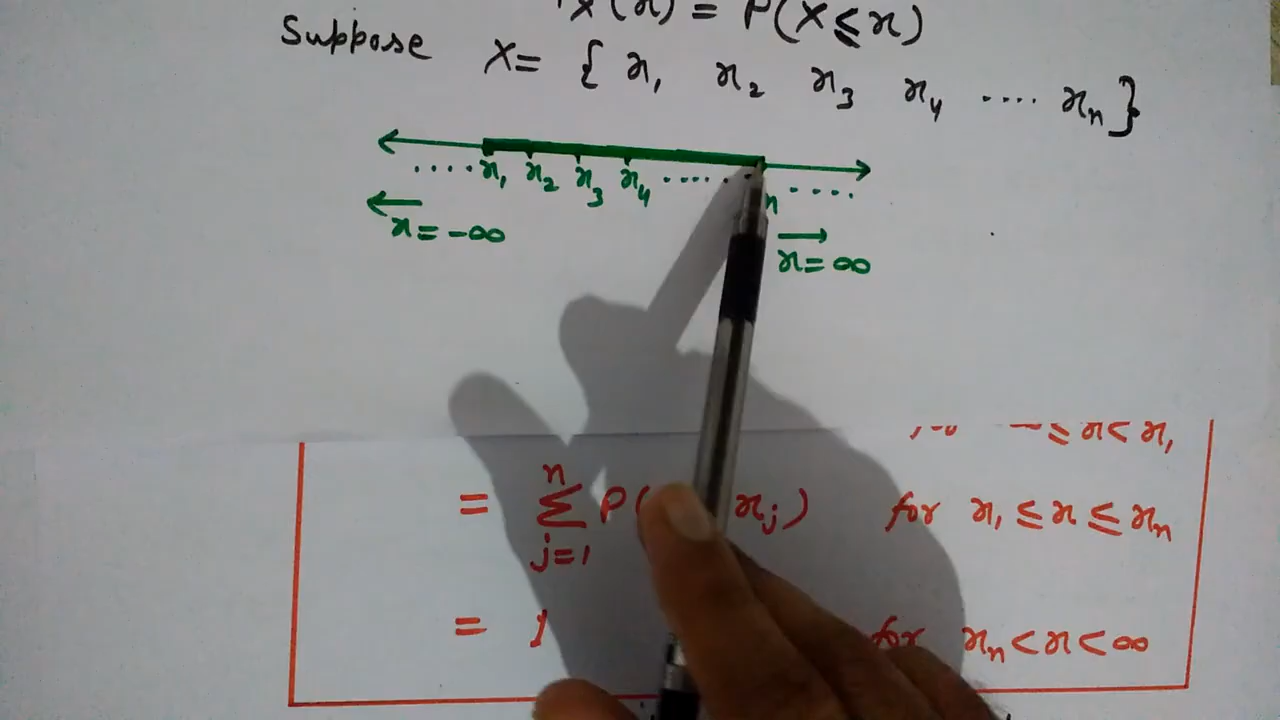 X(x) = P(X ≤ x)
Suppose X = { x₁ x₂ x₃ x₄ .... xₙ }
.... x₁ x₂ x₃ x₄ ..... n ....
x = -∞
x = ∞
≤ x < x₁
= n Σ j=1 P( xⱼ) for x₁ ≤ x ≤ xₙ
= 1 for xₙ < x < ∞